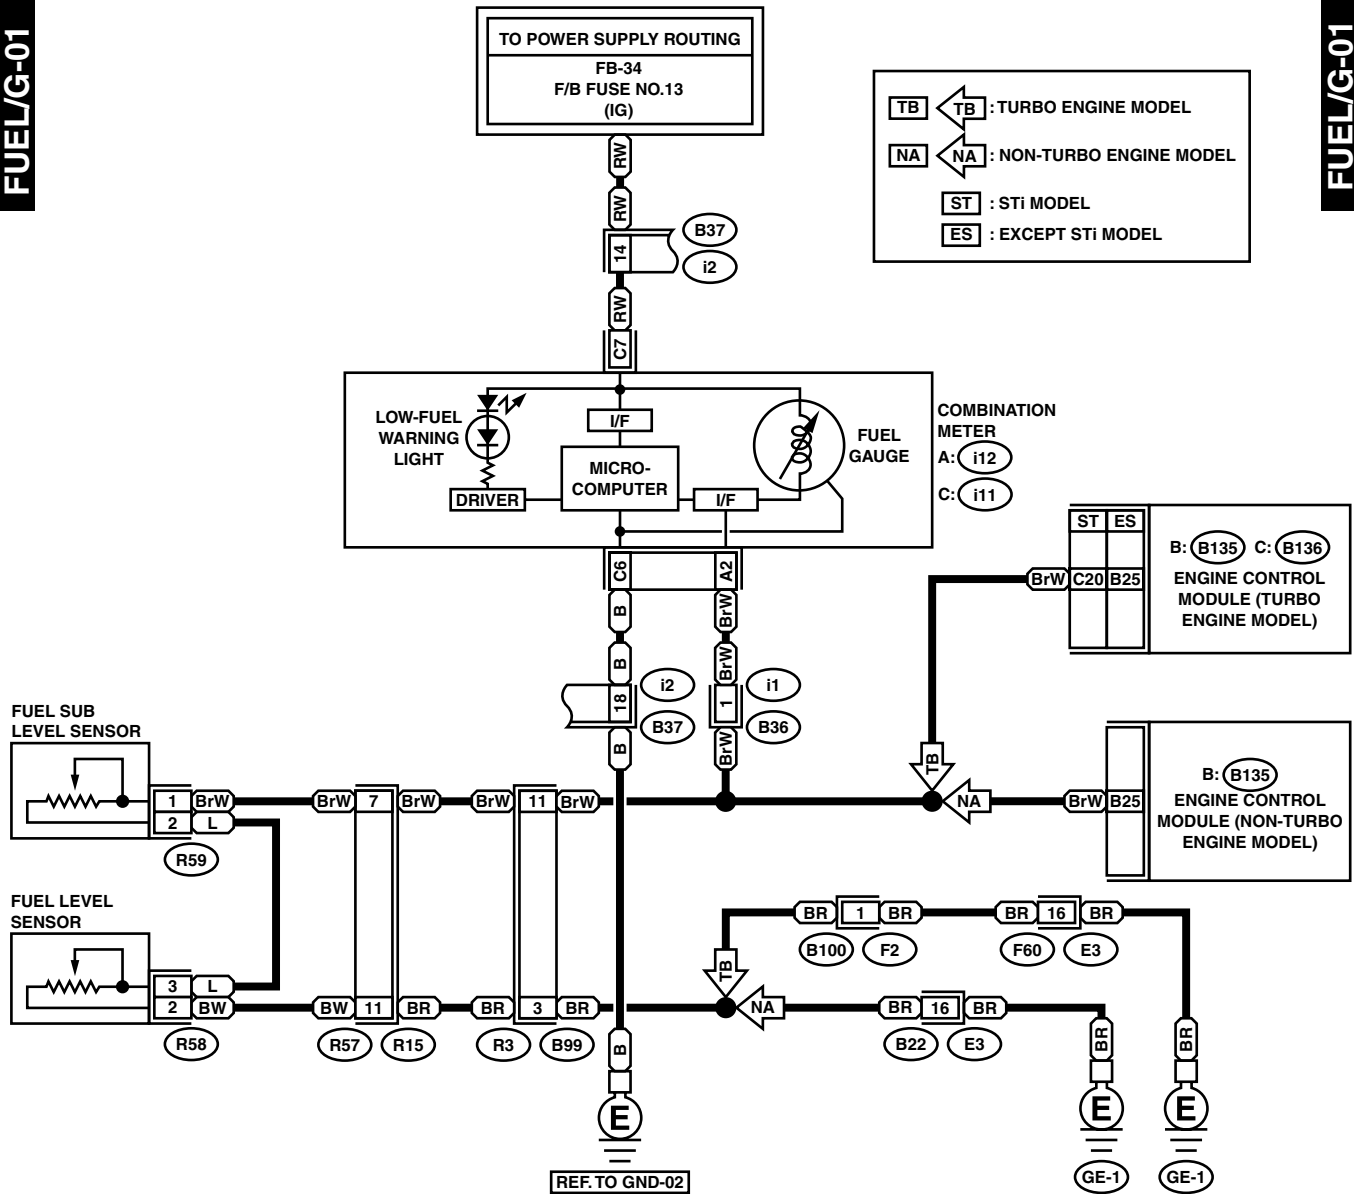 FUEL/G-01
FUEL/G-01
TO POWER SUPPLY ROUTING
FB-34
F/B FUSE NO.13
(IG)
RW
RW
14
B37
i2
RW
C7
TB TB : TURBO ENGINE MODEL
NA NA : NON-TURBO ENGINE MODEL
ST : STi MODEL
ES : EXCEPT STi MODEL
LOW-FUEL
WARNING
LIGHT
I/F
MICRO-
COMPUTER
DRIVER
I/F
FUEL
GAUGE
COMBINATION
METER
A: i12
C: i11
C6
A2
B
BrW
B
BrW
18
i2
B37
1
i1
B36
B
BrW
ST ES
B: B135 C: B136
BrW C20 B25
ENGINE CONTROL
MODULE (TURBO
ENGINE MODEL)
TB
NA
BrW B25
B: B135
ENGINE CONTROL
MODULE (NON-TURBO
ENGINE MODEL)
FUEL SUB
LEVEL SENSOR
1 BrW
2 L
R59
BrW 7 BrW
BrW 11 BrW
FUEL LEVEL
SENSOR
3 L
2 BW
R58
BW 11 BR
R57 R15
BR 3 BR
R3 B99
TB
NA
BR 1 BR
B100 F2
BR 16 BR
F60 E3
BR 16 BR
B22 E3
B
E
REF. TO GND-02
BR
E
GE-1
BR
E
GE-1